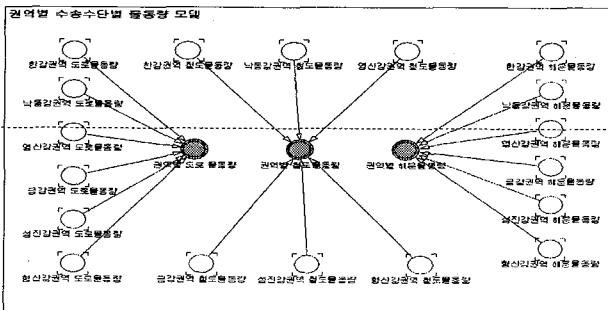 권역별 수송수단별 물동량 모델
한강권역 도로물동량
한강권역 철도물동량
낙동강권역 철도물동량
영산강권역 철도물동량
한강권역 해운물동량
낙동강권역 도로물동량
낙동강권역 해운물동량
영산강권역 도로물동량
영산강권역 해운물동량
권역별 도로물동량
권역별 철도물동량
권역별 해운물동량
금강권역 도로물동량
금강권역 해운물동량
섬진강권역 도로물동량
섬진강권역 해운물동량
형산강권역 도로물동량
금강권역 철도물동량
섬진강권역 철도물동량
형산강권역 철도물동량
형산강권역 해운물동량